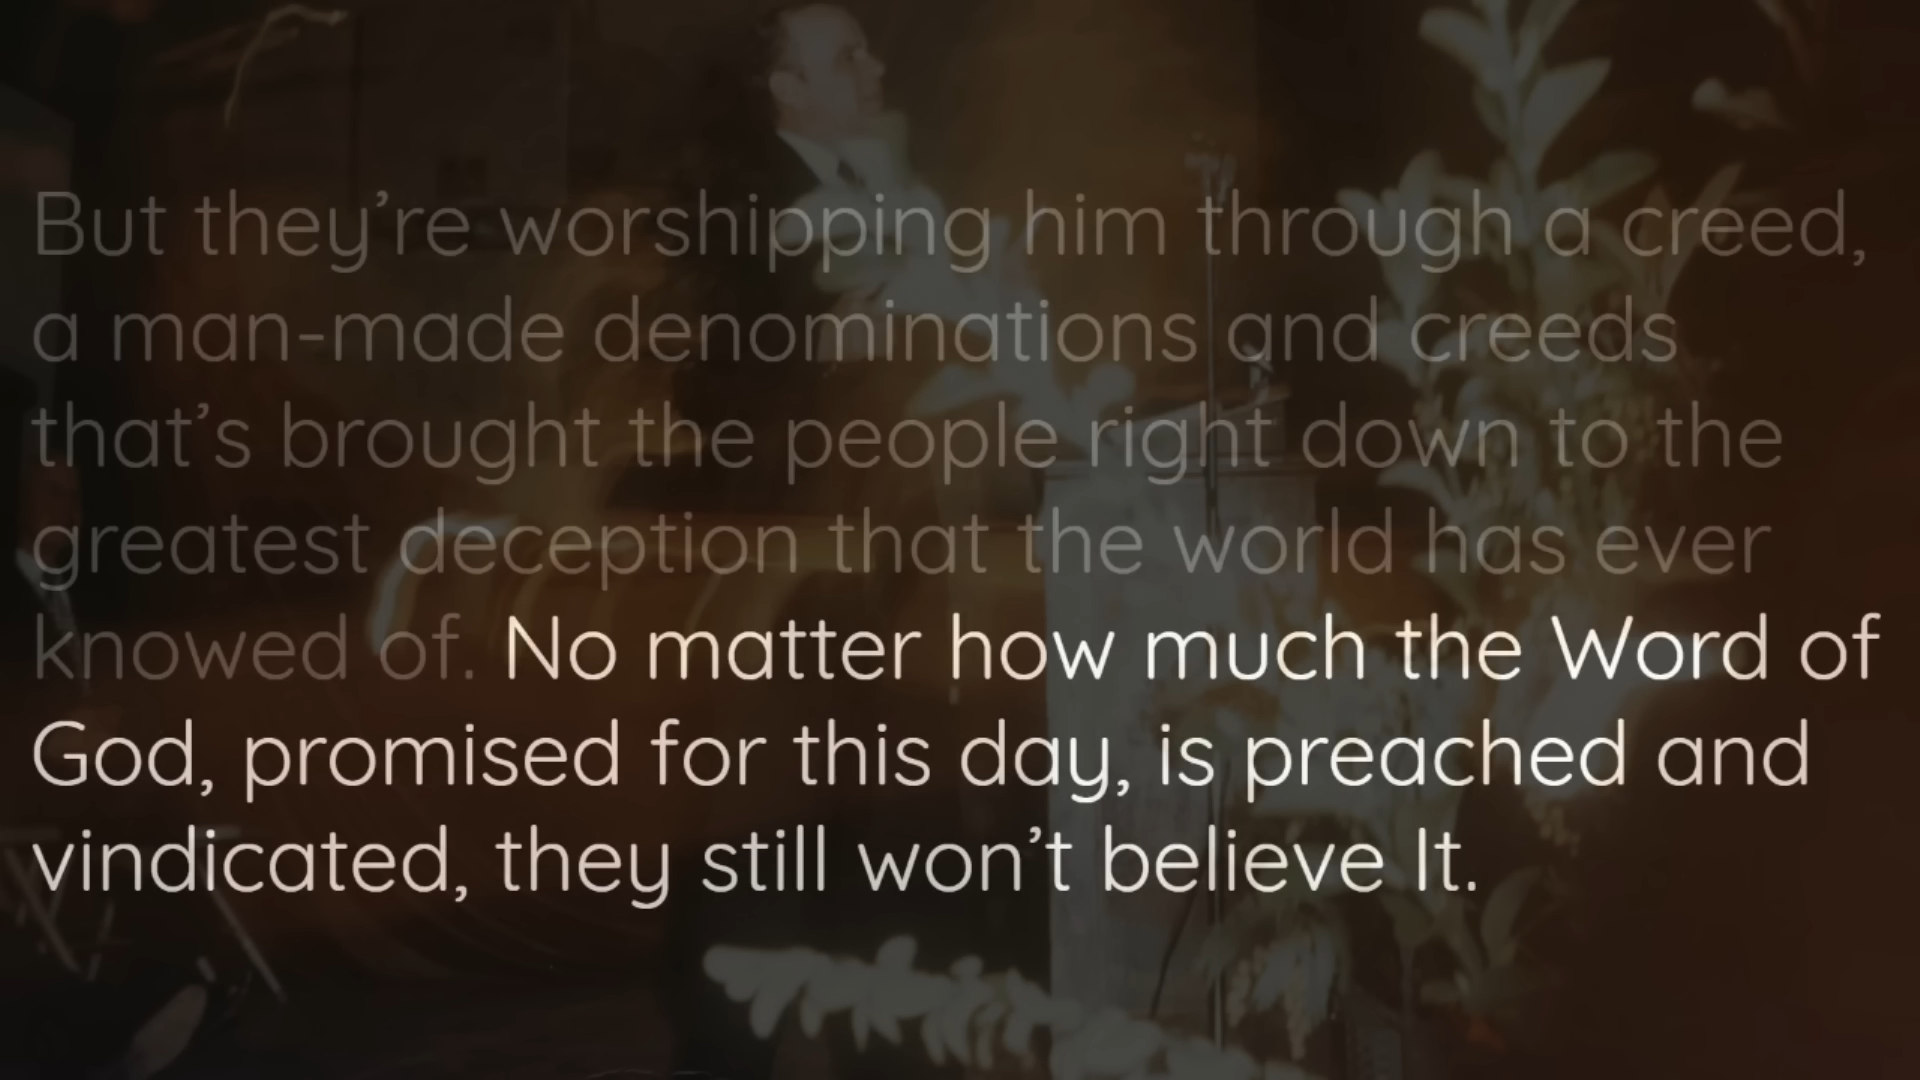 But they’re worshipping him through a creed,
a man-made denominations and creeds
that’s brought the people right down to the
greatest deception that the world has ever
knowed of. No matter how much the Word of
God, promised for this day, is preached and
vindicated, they still won’t believe It.